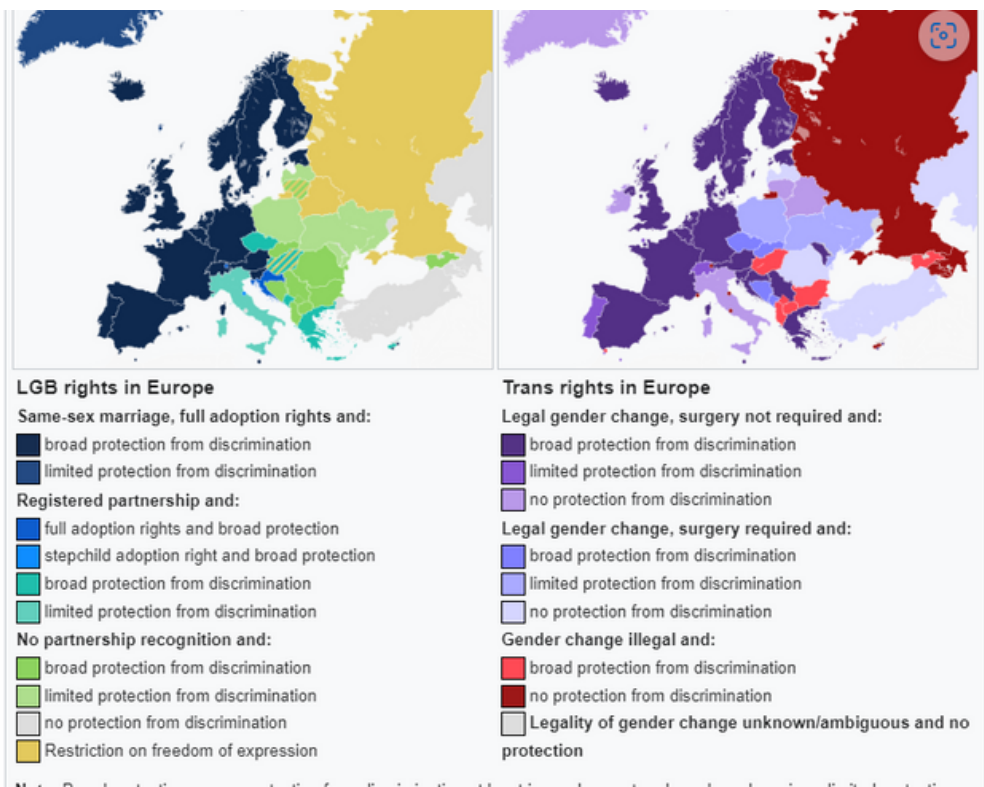 LGB rights in Europe
Same-sex marriage, full adoption rights and:
broad protection from discrimination
limited protection from discrimination
Registered partnership and:
full adoption rights and broad protection
stepchild adoption right and broad protection
broad protection from discrimination
limited protection from discrimination
No partnership recognition and:
broad protection from discrimination
limited protection from discrimination
no protection from discrimination
Restriction on freedom of expression
Trans rights in Europe
Legal gender change, surgery not required and:
broad protection from discrimination
limited protection from discrimination
no protection from discrimination
Legal gender change, surgery required and:
broad protection from discrimination
limited protection from discrimination
no protection from discrimination
Gender change illegal and:
broad protection from discrimination
no protection from discrimination
Legality of gender change unknown/ambiguous and no
protection